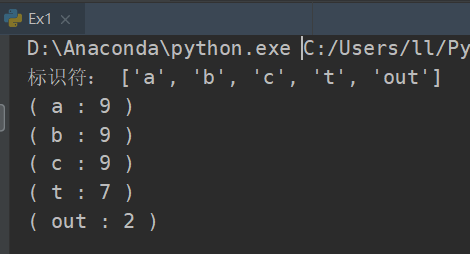 Ex1 ×
D:\Anaconda\python.exe C:/Users/ll/Py
标识符： ['a', 'b', 'c', 't', 'out']
( a : 9 )
( b : 9 )
( c : 9 )
( t : 7 )
( out : 2 )